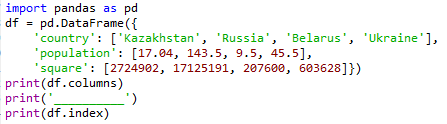 import pandas as pd
df = pd.DataFrame({
    'country': ['Kazakhstan', 'Russia', 'Belarus', 'Ukraine'],
    'population': [17.04, 143.5, 9.5, 45.5],
    'square': [2724902, 17125191, 207600, 603628]})
print(df.columns)
print('__________')
print(df.index)